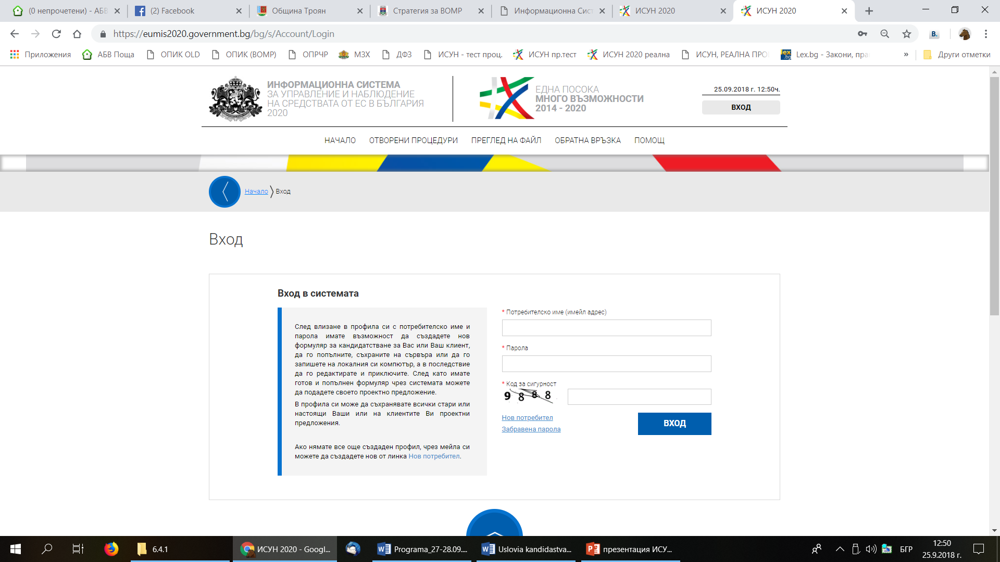 (0 непрочетени) - АБВ
(2) Facebook
Община Троян
Стратегия за ВОМР
Информационна Сист
ИСУН 2020
ИСУН 2020
https://eumis2020.government.bg/bg/s/Account/Login
B.
Приложения
АБВ Поща
ОПИК OLD
ОПИК (ВОМР)
ОПРЧР
МЗХ
ДФЗ
ИСУН - тест проц.
ИСУН пр.тест
ИСУН 2020 реална
ИСУН, РЕАЛНА ПРО
Lex.bg - Закони, пра
»
Други отметки
ИНФОРМАЦИОННА СИСТЕМА
ЗА УПРАВЛЕНИЕ И НАБЛЮДЕНИЕ
НА СРЕДСТВАТА ОТ ЕС В БЪЛГАРИЯ
2020
ЕДНА ПОСОКА
МНОГО ВЪЗМОЖНОСТИ
2014 - 2020
25.09.2018 г. 12:50ч.
ВХОД
НАЧАЛО
ОТВОРЕНИ ПРОЦЕДУРИ
ПРЕГЛЕД НА ФАЙЛ
ОБРАТНА ВРЪЗКА
ПОМОЩ
Начало
Вход
Вход
Вход в системата
След влизане в профила си с потребителско име и
парола имате възможност да създадете нов
формуляр за кандидатстване за Вас или Ваш клиент,
да го попълните, съхраните на сървъра или да го
запишете на локалния си компютър, а в последствие
да го редактирате и приключите. След като имате
готов и попълнен формуляр чрез системата можете
да подадете своето проектно предложение.
В профила си може да съхранявате всички стари или
настоящи Ваши или на клиентите Ви проектни
предложения.
Ако нямате все още създаден профил, чрез мейла си
можете да създадете нов от линка Нов потребител.
* Потребителско име (имейл адрес)
* Парола
* Код за сигурност
9 8 8 8
Нов потребител
Забравена парола
ВХОД
6.4.1
ИСУН 2020 - Googl...
Programa_27-28.09....
Uslovia kandidastva...
презентация ИСУ...
БГР
12:50
25.9.2018 г.